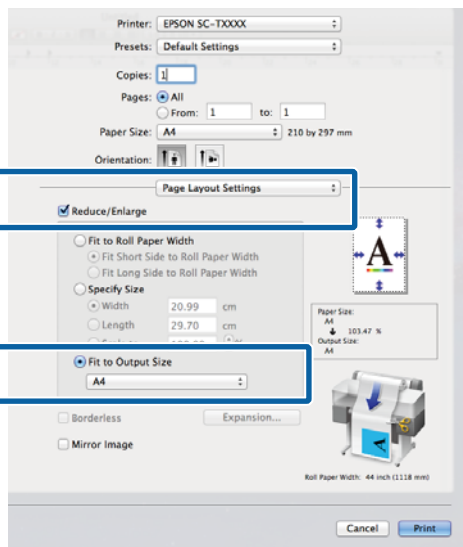 Printer: EPSON SC-TXXXX
Presets: Default Settings
Copies: 1
Pages: All
From: 1 to: 1
Paper Size: A4 210 by 297 mm
Orientation:
Page Layout Settings
Reduce/Enlarge
Fit to Roll Paper Width
Fit Short Side to Roll Paper Width
Fit Long Side to Roll Paper Width
Specify Size
Width 20.99 cm
Length 29.70 cm
Fit to Output Size
A4
A
Paper Size:
A4
103.47 %
Output Size:
A4
Borderless Expansion...
Mirror Image
A
Roll Paper Width: 44 inch (1118 mm)
Cancel Print